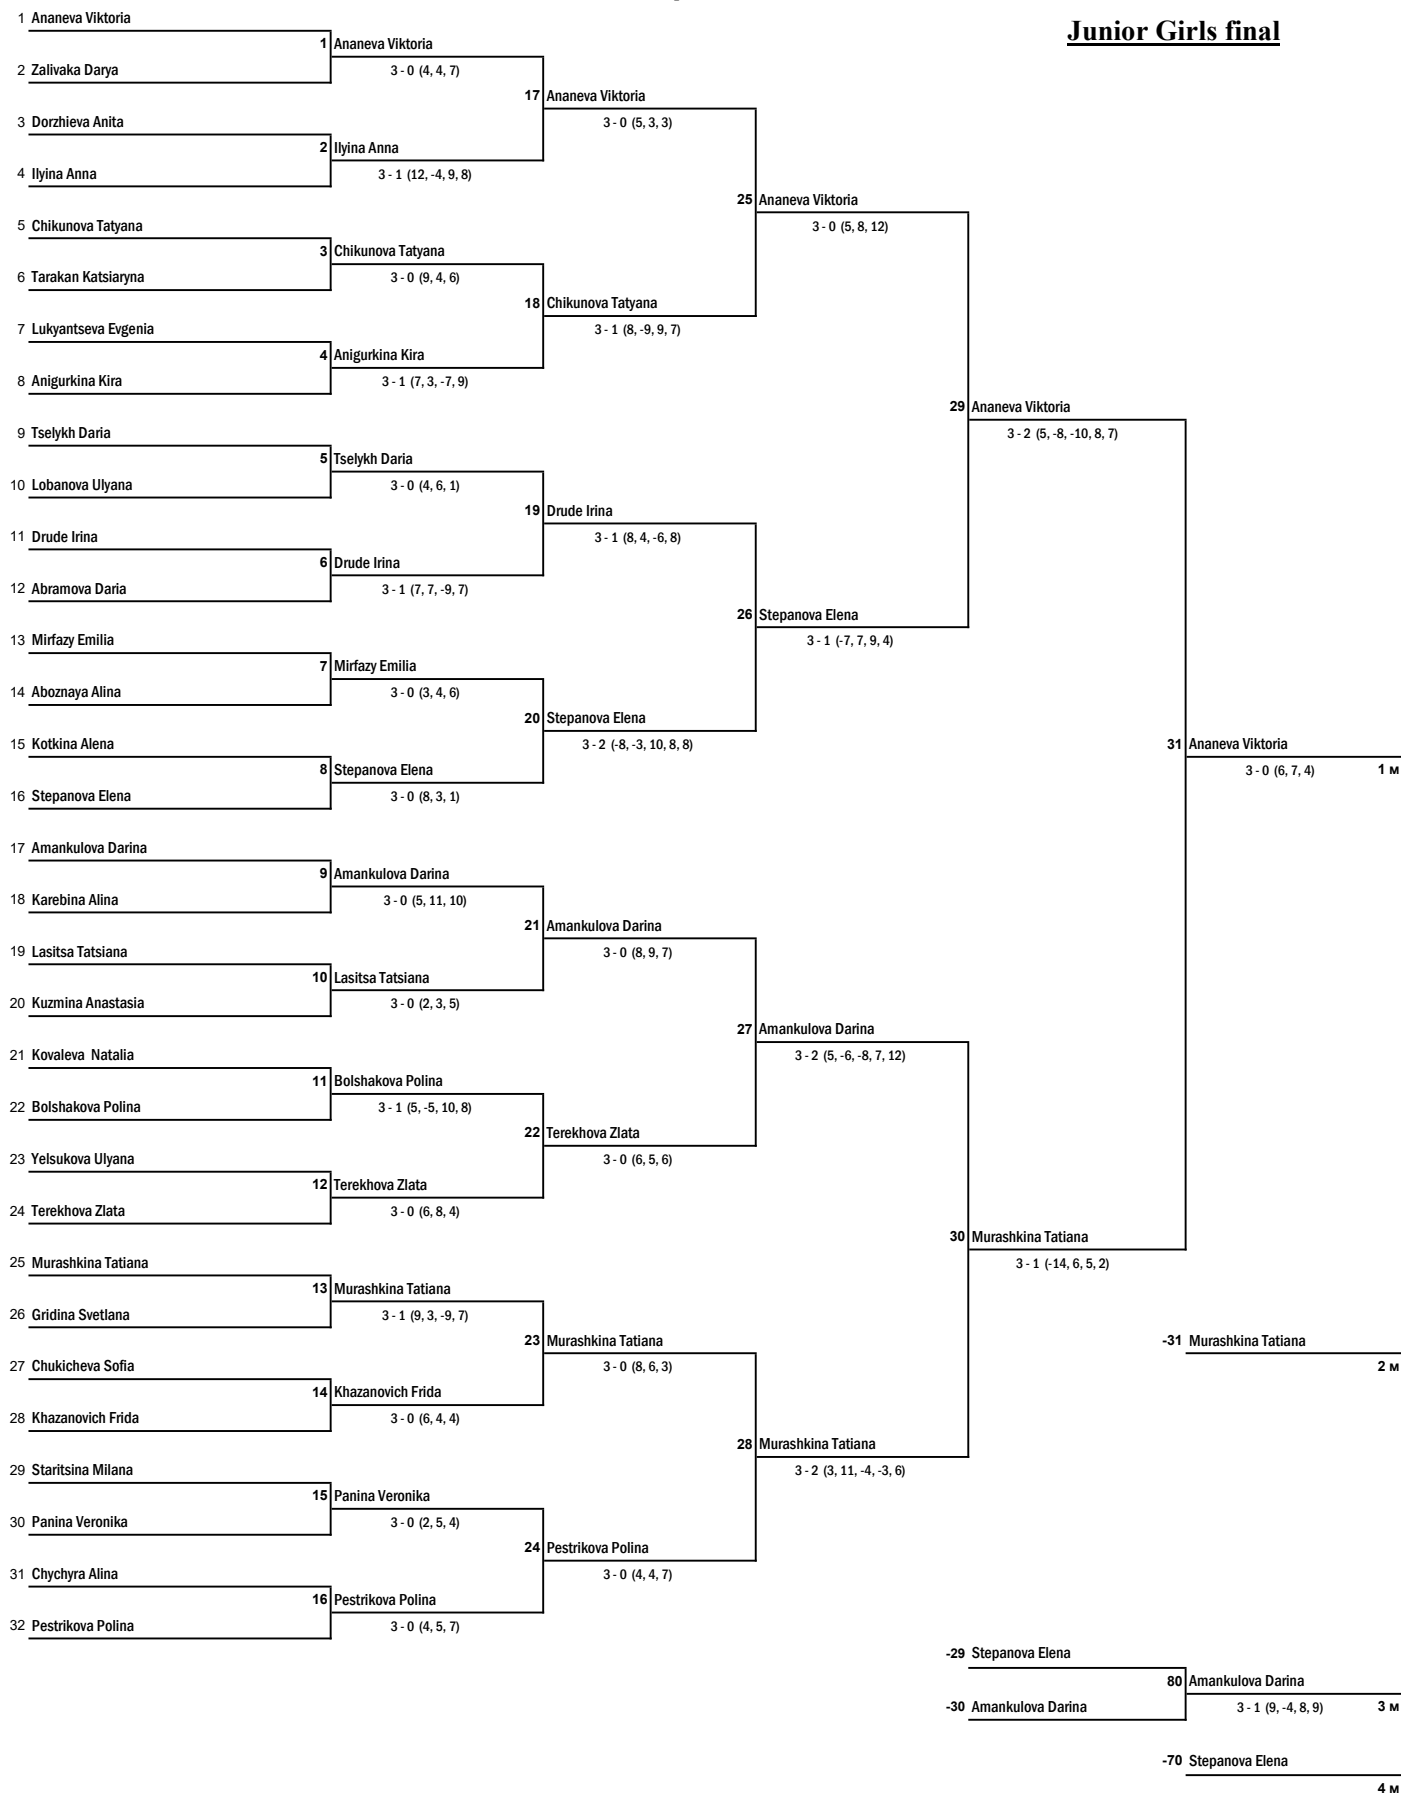 Junior Girls final
1 Ananeva Viktoria
1 Ananeva Viktoria
2 Zalivaka Darya
3 - 0 (4, 4, 7)
17 Ananeva Viktoria
3 Dorzhieva Anita
3 - 0 (5, 3, 3)
2 Ilyina Anna
4 Ilyina Anna
3 - 1 (12, -4, 9, 8)
25 Ananeva Viktoria
5 Chikunova Tatyana
3 - 0 (5, 8, 12)
3 Chikunova Tatyana
6 Tarakan Katsiaryna
3 - 0 (9, 4, 6)
18 Chikunova Tatyana
7 Lukyantseva Evgenia
3 - 1 (8, -9, 9, 7)
4 Anigurkina Kira
8 Anigurkina Kira
3 - 1 (7, 3, -7, 9)
29 Ananeva Viktoria
9 Tselykh Daria
3 - 2 (5, -8, -10, 8, 7)
5 Tselykh Daria
10 Lobanova Ulyana
3 - 0 (4, 6, 1)
19 Drude Irina
11 Drude Irina
3 - 1 (8, 4, -6, 8)
6 Drude Irina
12 Abramova Daria
3 - 1 (7, 7, -9, 7)
26 Stepanova Elena
13 Mirfazy Emilia
3 - 1 (-7, 7, 9, 4)
7 Mirfazy Emilia
14 Aboznaya Alina
3 - 0 (3, 4, 6)
20 Stepanova Elena
15 Kotkina Alena
3 - 2 (-8, -3, 10, 8, 8)
31 Ananeva Viktoria
8 Stepanova Elena
3 - 0 (6, 7, 4)
1 м
16 Stepanova Elena
3 - 0 (8, 3, 1)
17 Amankulova Darina
9 Amankulova Darina
18 Karebina Alina
3 - 0 (5, 11, 10)
21 Amankulova Darina
19 Lasitsa Tatsiana
3 - 0 (8, 9, 7)
10 Lasitsa Tatsiana
20 Kuzmina Anastasia
3 - 0 (2, 3, 5)
27 Amankulova Darina
21 Kovaleva Natalia
3 - 2 (5, -6, -8, 7, 12)
11 Bolshakova Polina
22 Bolshakova Polina
3 - 1 (5, -5, 10, 8)
22 Terekhova Zlata
23 Yelsukova Ulyana
3 - 0 (6, 5, 6)
12 Terekhova Zlata
24 Terekhova Zlata
3 - 0 (6, 8, 4)
30 Murashkina Tatiana
25 Murashkina Tatiana
3 - 1 (-14, 6, 5, 2)
13 Murashkina Tatiana
26 Gridina Svetlana
3 - 1 (9, 3, -9, 7)
23 Murashkina Tatiana
-31 Murashkina Tatiana
27 Chukicheva Sofia
3 - 0 (8, 6, 3)
2 м
14 Khazanovich Frida
28 Khazanovich Frida
3 - 0 (6, 4, 4)
28 Murashkina Tatiana
29 Staritsina Milana
3 - 2 (3, 11, -4, -3, 6)
15 Panina Veronika
30 Panina Veronika
3 - 0 (2, 5, 4)
24 Pestrikova Polina
31 Chychyra Alina
3 - 0 (4, 4, 7)
16 Pestrikova Polina
32 Pestrikova Polina
3 - 0 (4, 5, 7)
-29 Stepanova Elena
80 Amankulova Darina
-30 Amankulova Darina
3 - 1 (9, -4, 8, 9)
3 м
-70 Stepanova Elena
4 м